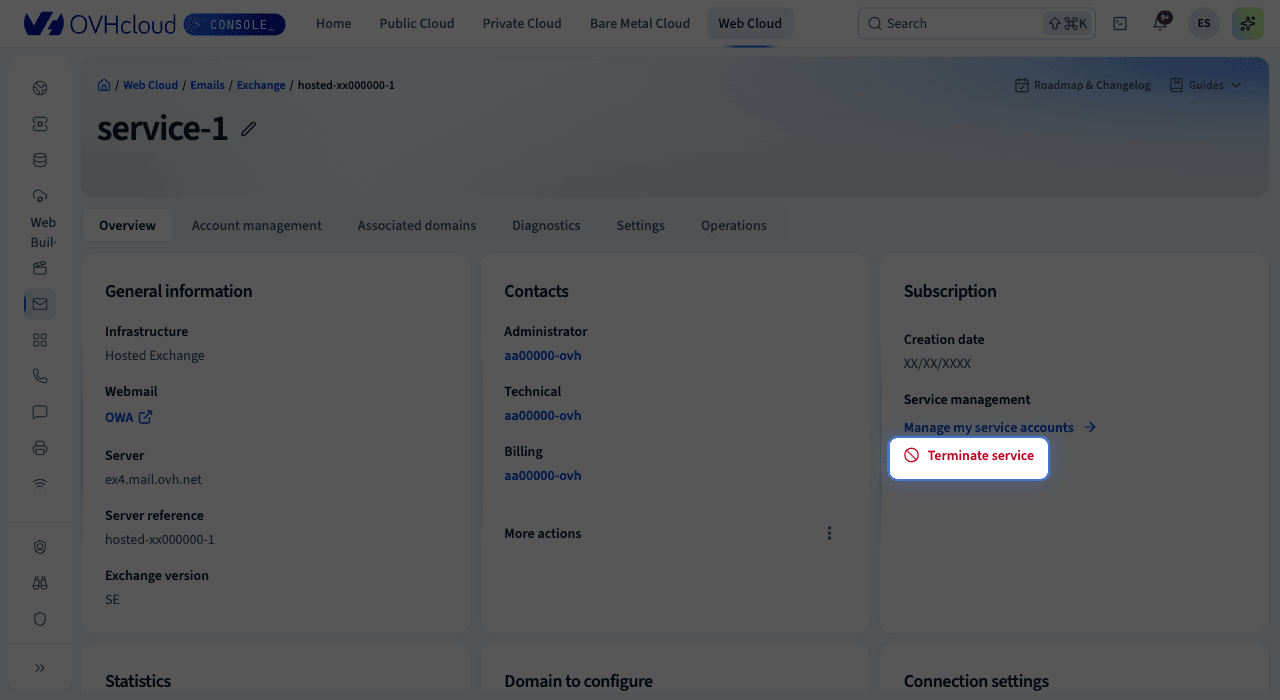 OVHcloud
CONSOLE_
Home
Public Cloud
Private Cloud
Bare Metal Cloud
Web Cloud
Search
⇧⌘K
9+
ES
/ Web Cloud / Emails / Exchange / hosted-xx000000-1
Roadmap & Changelog
Guides
service-1
Web
Buil
Overview
Account management
Associated domains
Diagnostics
Settings
Operations
General information
Infrastructure
Hosted Exchange
Webmail
OWA
Server
ex4.mail.ovh.net
Server reference
hosted-xx000000-1
Exchange version
SE
Contacts
Administrator
aa00000-ovh
Technical
aa00000-ovh
Billing
aa00000-ovh
More actions
Subscription
Creation date
XX/XX/XXXX
Service management
Manage my service accounts
Terminate service
Statistics
Domain to configure
Connection settings